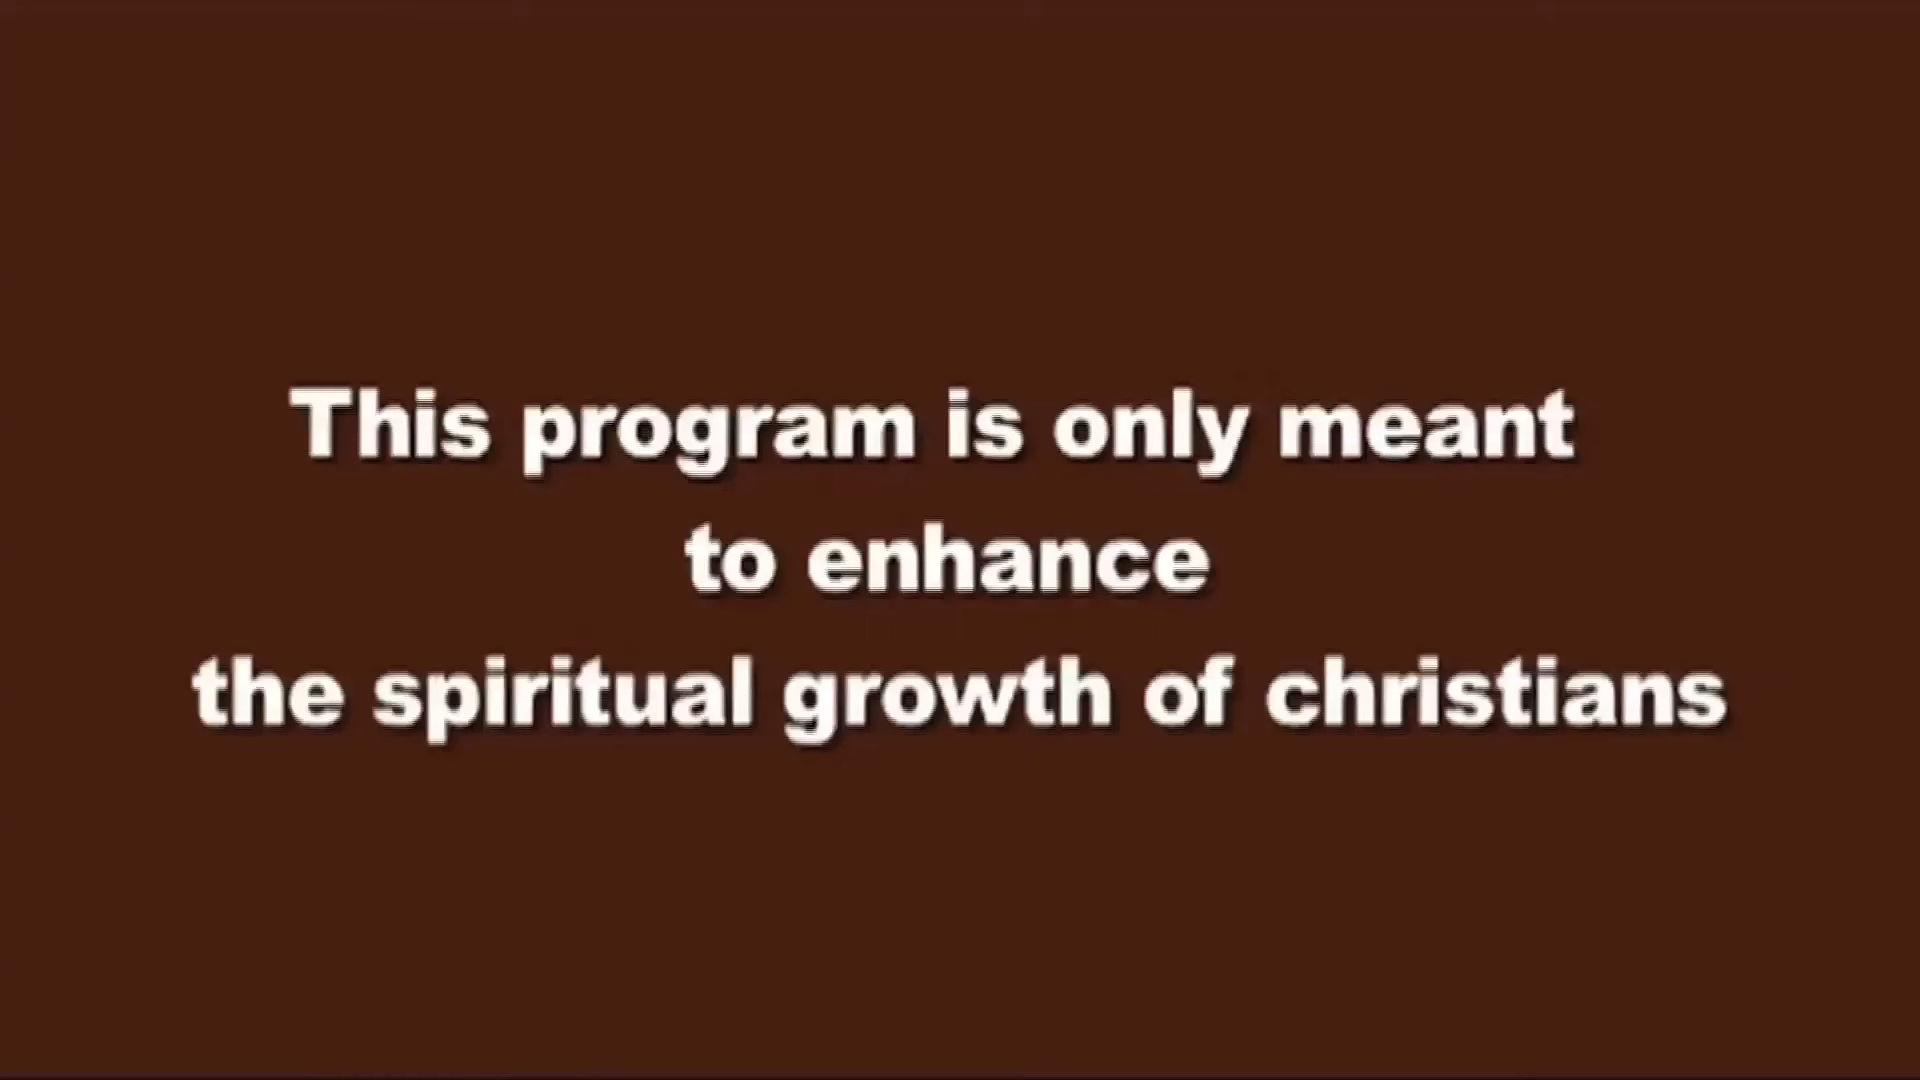 This program is only meant
to enhance
the spiritual growth of christians